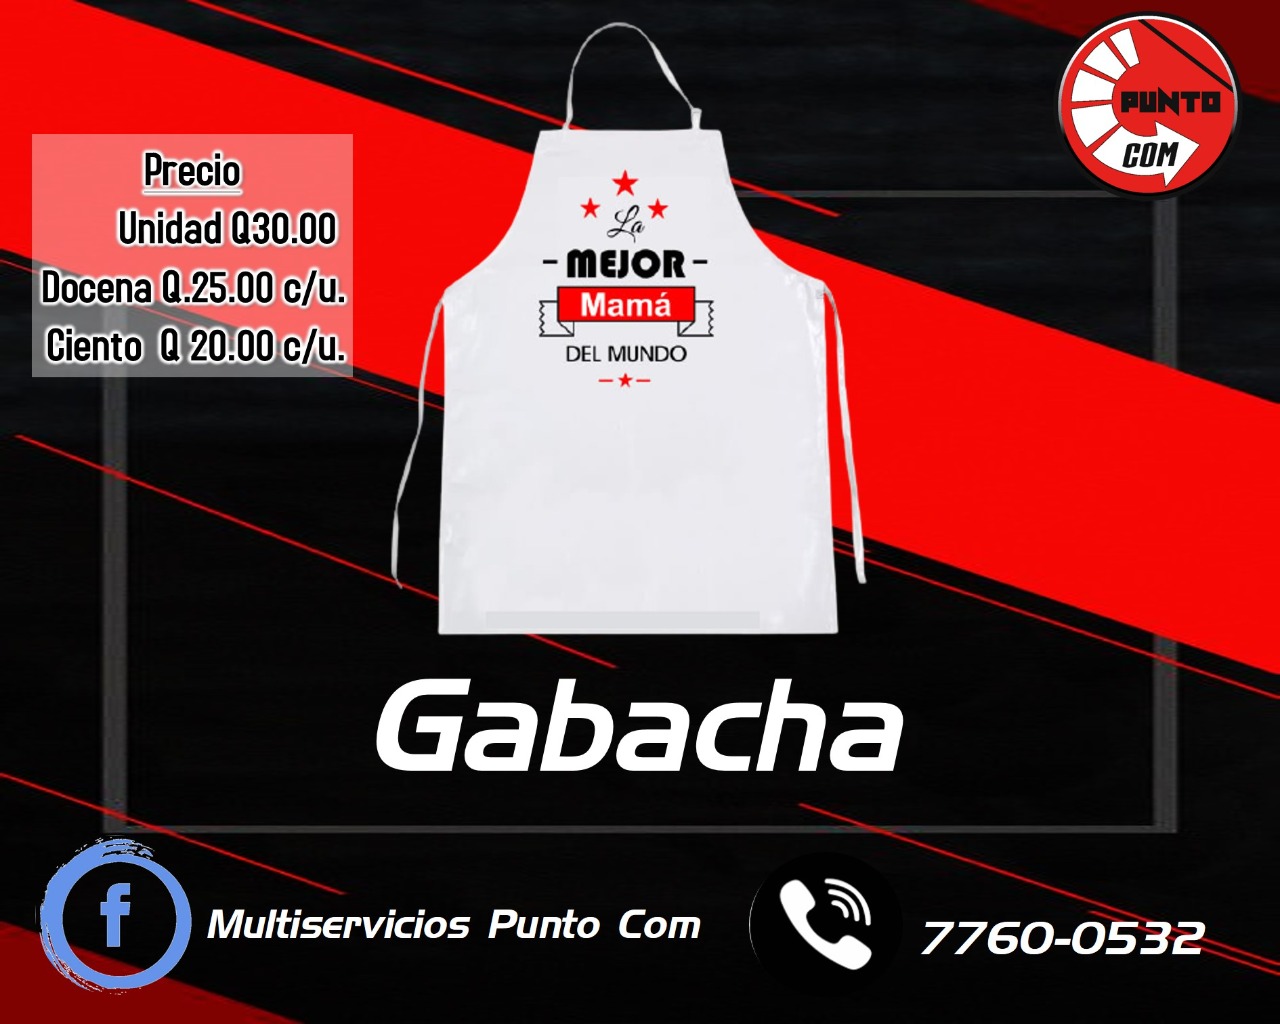 PUNTO
COM
Precio
Unidad Q30.00
Docena Q.25.00 c/u.
Ciento Q 20.00 c/u.
La
- MEJOR -
Mamá
DEL MUNDO
Gabacha
f
Multiservicios Punto Com
7760-0532